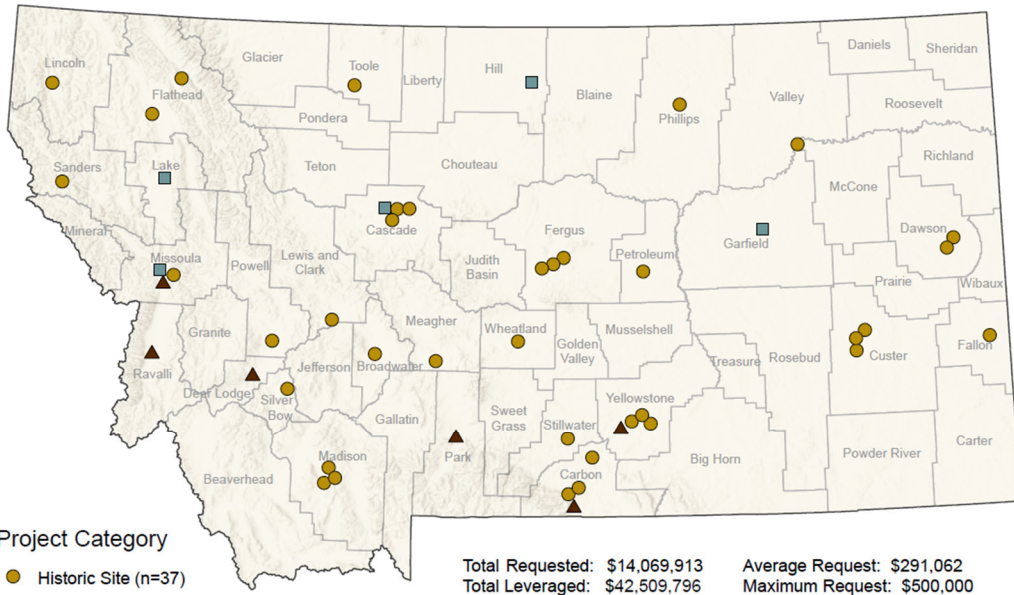 Lincoln
Flathead
Glacier
Toole
Liberty
Hill
Blaine
Phillips
Valley
Daniels
Sheridan
Roosevelt
Pondera
Teton
Chouteau
Richland
McCone
Sanders
Lake
Mineral
Missoula
Powell
Lewis and
Clark
Cascade
Judith
Basin
Fergus
Petroleum
Garfield
Dawson
Prairie
Wibaux
Granite
Ravalli
Deer Lodge
Silver
Bow
Jefferson
Broadwater
Meagher
Wheatland
Golden
Valley
Musselshell
Treasure
Rosebud
Custer
Fallon
Beaverhead
Madison
Gallatin
Park
Sweet
Grass
Stillwater
Yellowstone
Carbon
Big Horn
Powder River
Carter
Project Category
Historic Site (n=37)
Total Requested: $14,069,913
Total Leveraged: $42,509,796
Average Request: $291,062
Maximum Request: $500,000